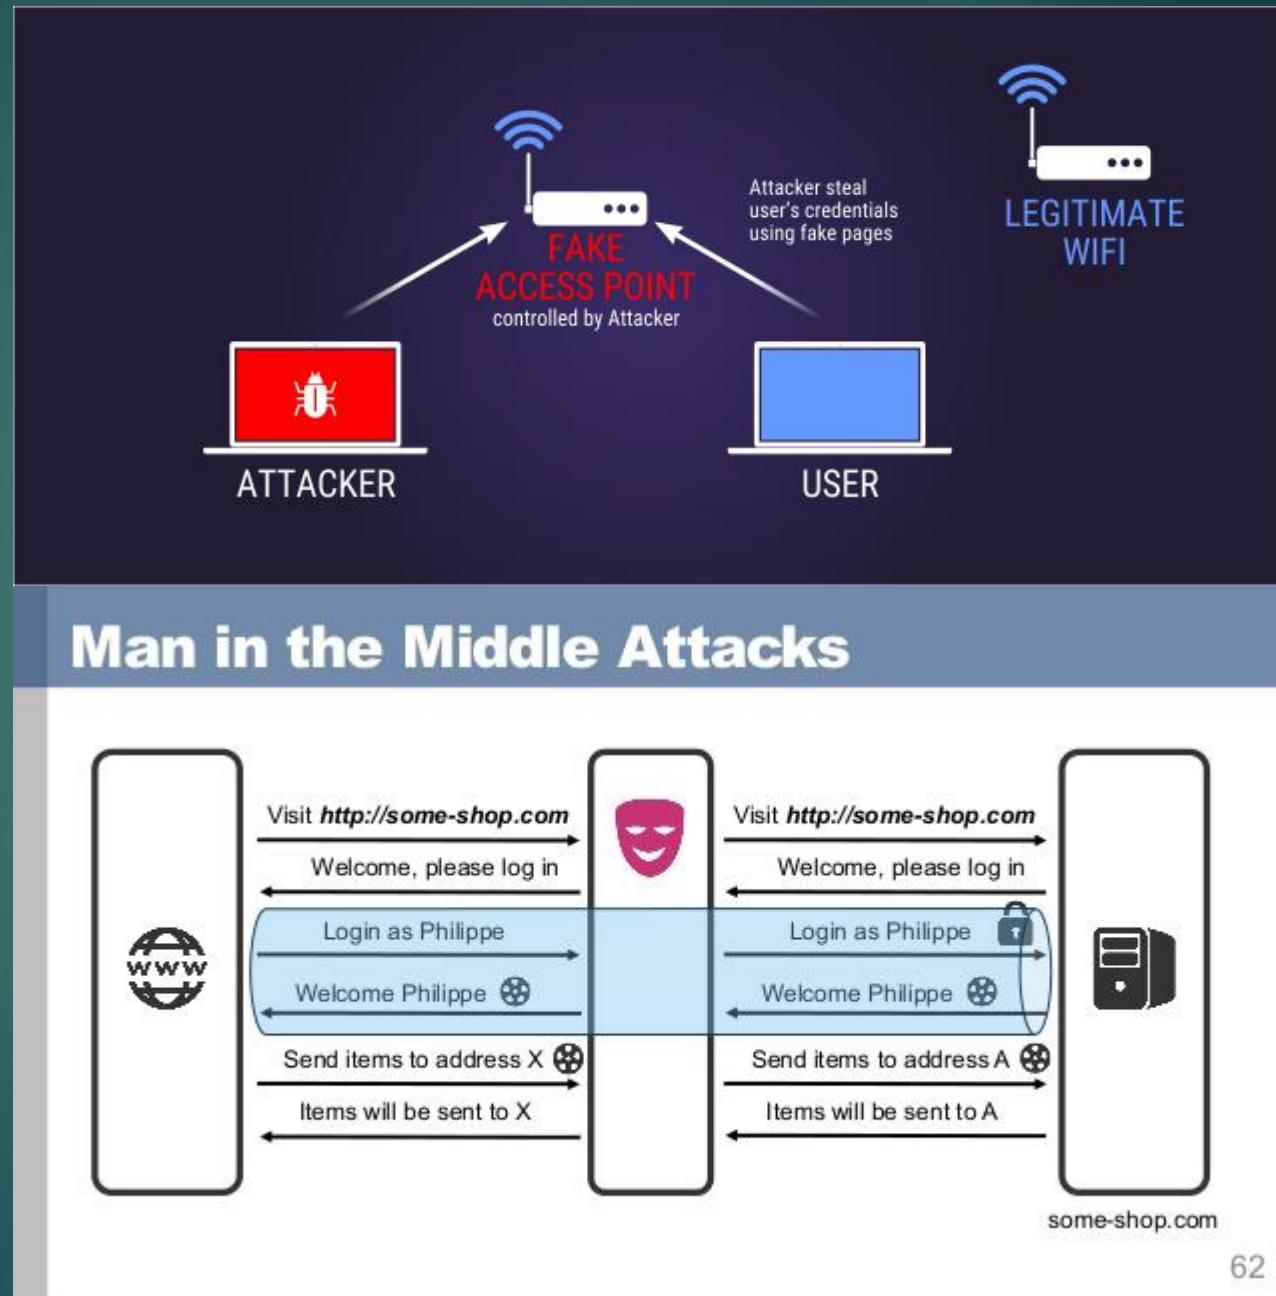 Attacker steal
user's credentials
using fake pages
LEGITIMATE
WIFI
FAKE
ACCESS POINT
controlled by Attacker
ATTACKER
USER
Man in the Middle Attacks
Visit http://some-shop.com
Visit http://some-shop.com
Welcome, please log in
Welcome, please log in
Login as Philippe
Login as Philippe
www
Welcome Philippe
Welcome Philippe
Send items to address X
Send items to address A
Items will be sent to X
Items will be sent to A
some-shop.com
62